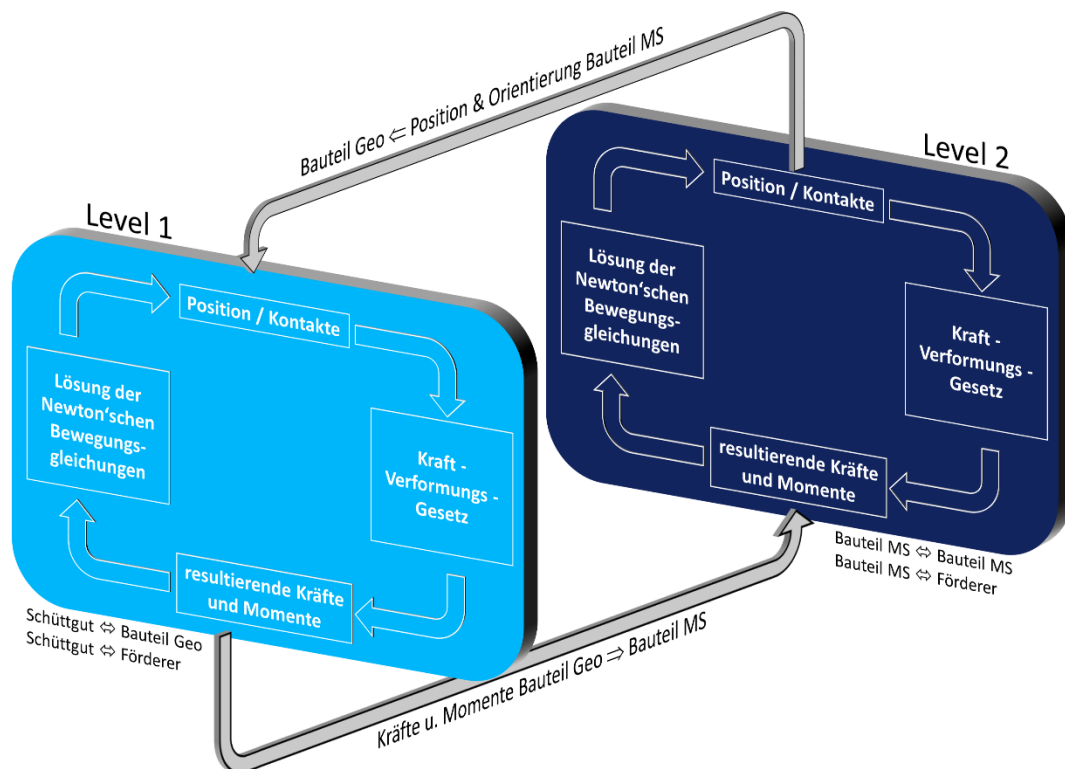 Bauteil Geo ⇐ Position & Orientierung Bauteil MS
Level 1
Position / Kontakte
Lösung der
Newton‘schen
Bewegungs-
gleichungen
Kraft -
Verformungs -
Gesetz
resultierende Kräfte
und Momente
Schüttgut ⇔ Bauteil Geo
Schüttgut ⇔ Förderer
Level 2
Position / Kontakte
Lösung der
Newton‘schen
Bewegungs-
gleichungen
Kraft -
Verformungs -
Gesetz
resultierende Kräfte
und Momente
Bauteil MS ⇔ Bauteil MS
Bauteil MS ⇔ Förderer
Kräfte u. Momente Bauteil Geo ⇒ Bauteil MS